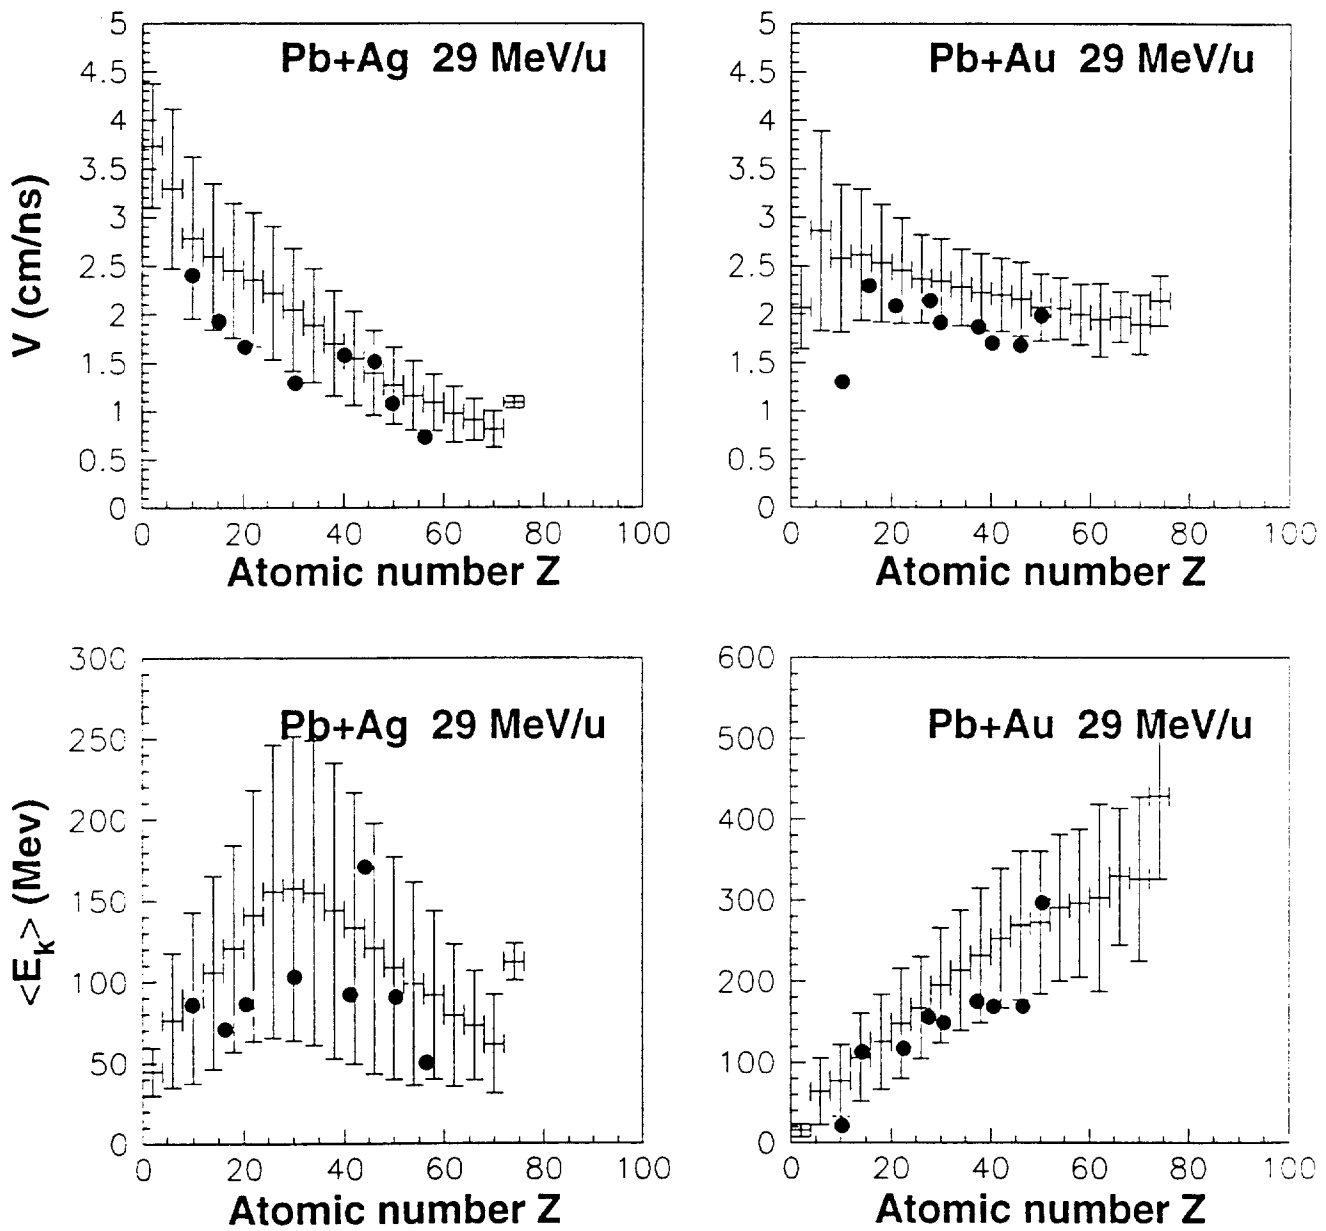 Pb+Ag 29 MeV/u
V (cm/ns)
5
4.5
4
3.5
3
2.5
2
1.5
1
0.5
0
0 20 40 60 80 100
Atomic number Z
Pb+Au 29 MeV/u
5
4.5
4
3.5
3
2.5
2
1.5
1
0.5
0
0 20 40 60 80 100
Atomic number Z
Pb+Ag 29 MeV/u
<E_k> (Mev)
300
250
200
150
100
50
0
0 20 40 60 80 100
Atomic number Z
Pb+Au 29 MeV/u
600
500
400
300
200
100
0
0 20 40 60 80 100
Atomic number Z